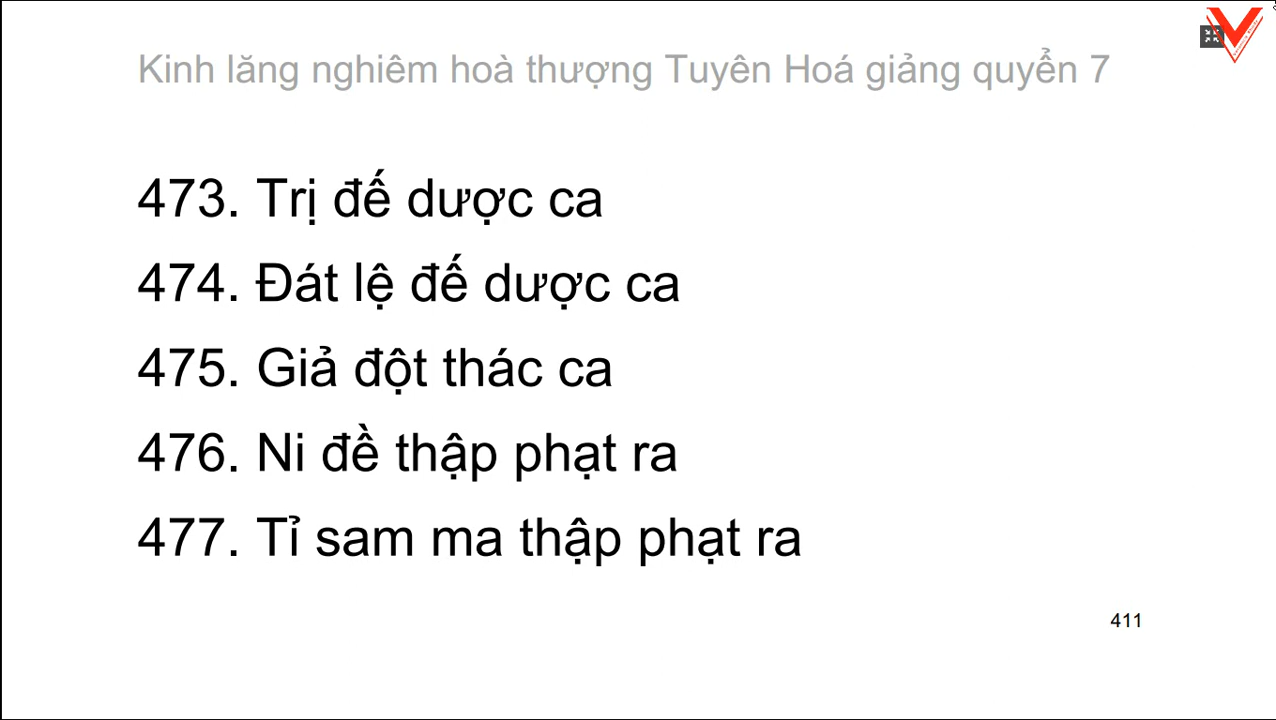 Kinh lăng nghiêm hoà thượng Tuyên Hoá giảng quyển 7
473. Trị đế dược ca
474. Đát lệ đế dược ca
475. Giả đột thác ca
476. Ni đề thập phạt ra
477. Tỉ sam ma thập phạt ra
411